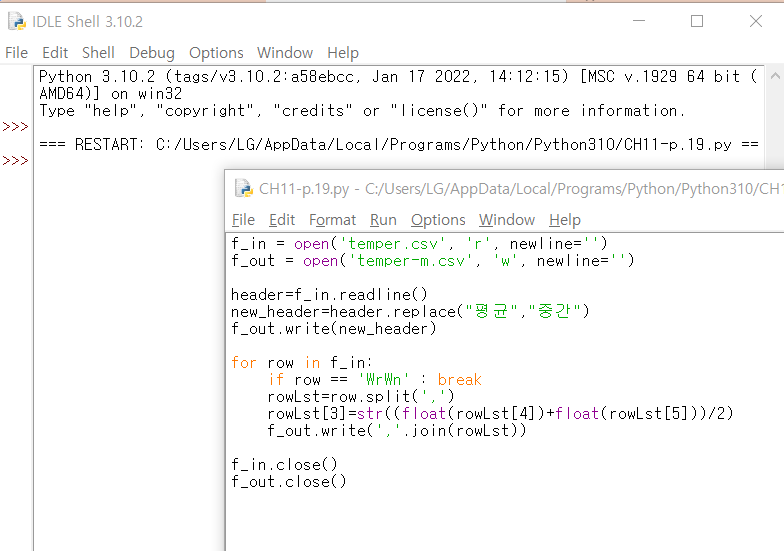 IDLE Shell 3.10.2
File Edit Shell Debug Options Window Help
Python 3.10.2 (tags/v3.10.2:a58ebcc, Jan 17 2022, 14:12:15) [MSC v.1929 64 bit (
AMD64)] on win32
Type "help", "copyright", "credits" or "license()" for more information.
>>>
=== RESTART: C:/Users/LG/AppData/Local/Programs/Python/Python310/CH11-p.19.py ==
>>>
CH11-p.19.py - C:/Users/LG/AppData/Local/Programs/Python/Python310/CH1
File Edit Format Run Options Window Help
f_in = open('temper.csv', 'r', newline='')
f_out = open('temper-m.csv', 'w', newline='')
header=f_in.readline()
new_header=header.replace("평균","중간")
f_out.write(new_header)
for row in f_in:
    if row == 'WrWn' : break
    rowLst=row.split(',')
    rowLst[3]=str((float(rowLst[4])+float(rowLst[5]))/2)
    f_out.write(','.join(rowLst))
f_in.close()
f_out.close()